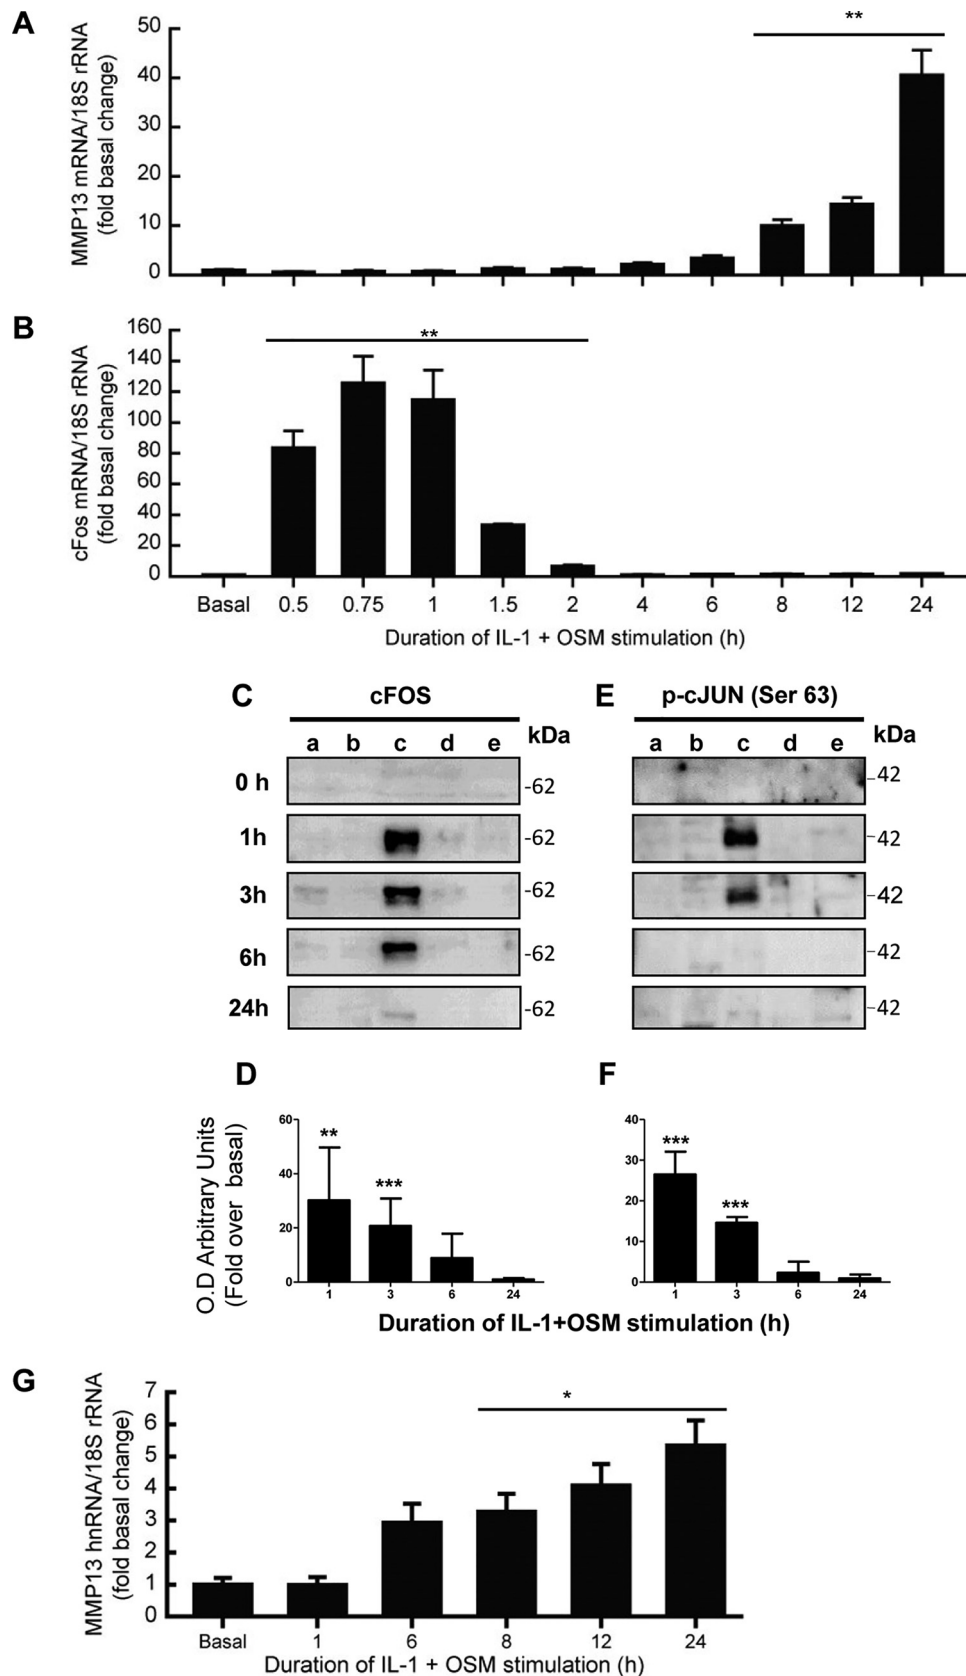 A
MMP13 mRNA/18S rRNA
(fold basal change)
50
40
30
20
10
0
**
B
cFos mRNA/18S rRNA
(fold basal change)
160
140
120
100
80
60
40
20
0
**
Basal 0.5 0.75 1 1.5 2 4 6 8 12 24
Duration of IL-1 + OSM stimulation (h)
C
cFOS
a b c d e kDa
0 h -62
1h -62
3h -62
6h -62
24h -62
E
p-cJUN (Ser 63)
a b c d e kDa
-42
-42
-42
-42
-42
D
O.D Arbitrary Units
(Fold over basal)
60
40
20
0
** ***
1 3 6 24
F
40
30
20
10
0
*** ***
1 3 6 24
Duration of IL-1+OSM stimulation (h)
G
MMP13 hnRNA/18S rRNA
(fold basal change)
7
6
5
4
3
2
1
0
*
Basal 1 6 8 12 24
Duration of IL-1 + OSM stimulation (h)